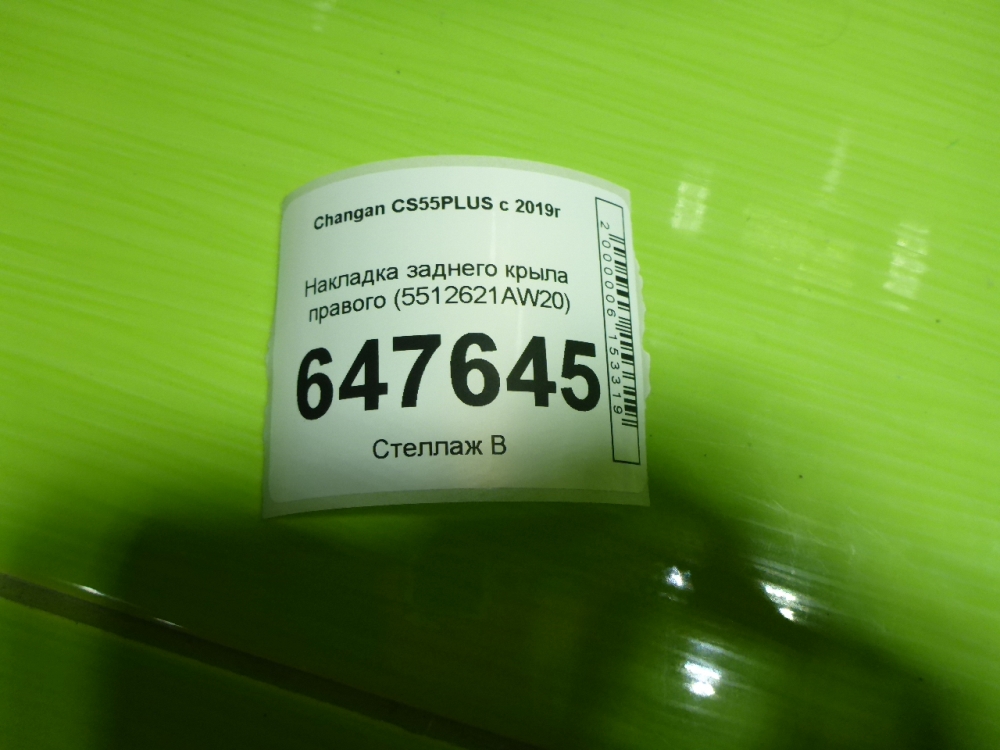 Changan CS55PLUS с 2019г
Накладка заднего крыла
правого (5512621AW20)
647645
Стеллаж В
2000006153319